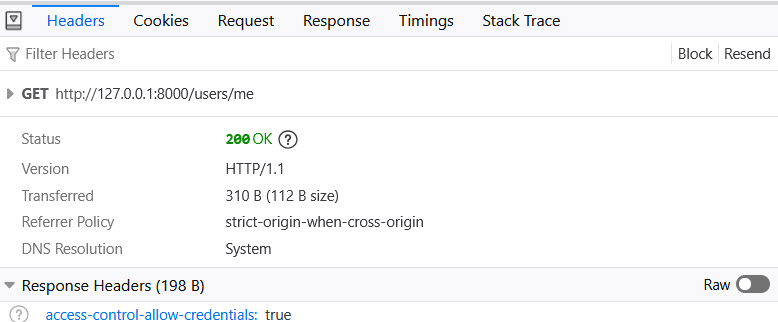 Headers Cookies Request Response Timings Stack Trace
Filter Headers Block Resend
GET http://127.0.0.1:8000/users/me
Status 200 OK ?
Version HTTP/1.1
Transferred 310 B (112 B size)
Referrer Policy strict-origin-when-cross-origin
DNS Resolution System
Response Headers (198 B) Raw
? access-control-allow-credentials: true